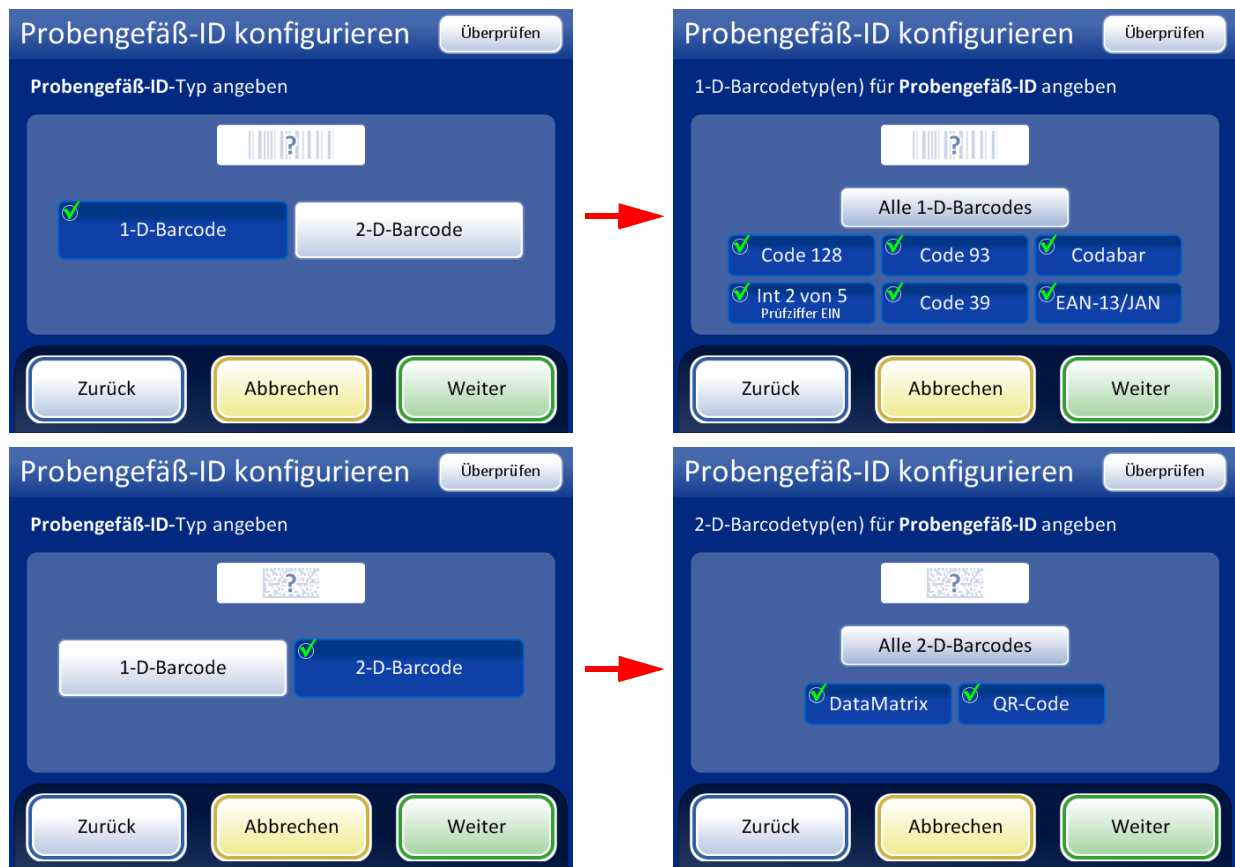 Probengefäß-ID konfigurieren Überprüfen
Probengefäß-ID-Typ angeben
?
1-D-Barcode 2-D-Barcode
Zurück Abbrechen Weiter
Probengefäß-ID konfigurieren Überprüfen
1-D-Barcodetyp(en) für Probengefäß-ID angeben
?
Alle 1-D-Barcodes
Code 128 Code 93 Codabar
Int 2 von 5 Code 39 EAN-13/JAN
Prüfziffer EIN
Zurück Abbrechen Weiter
Probengefäß-ID konfigurieren Überprüfen
Probengefäß-ID-Typ angeben
?
1-D-Barcode 2-D-Barcode
Zurück Abbrechen Weiter
Probengefäß-ID konfigurieren Überprüfen
2-D-Barcodetyp(en) für Probengefäß-ID angeben
?
Alle 2-D-Barcodes
DataMatrix QR-Code
Zurück Abbrechen Weiter